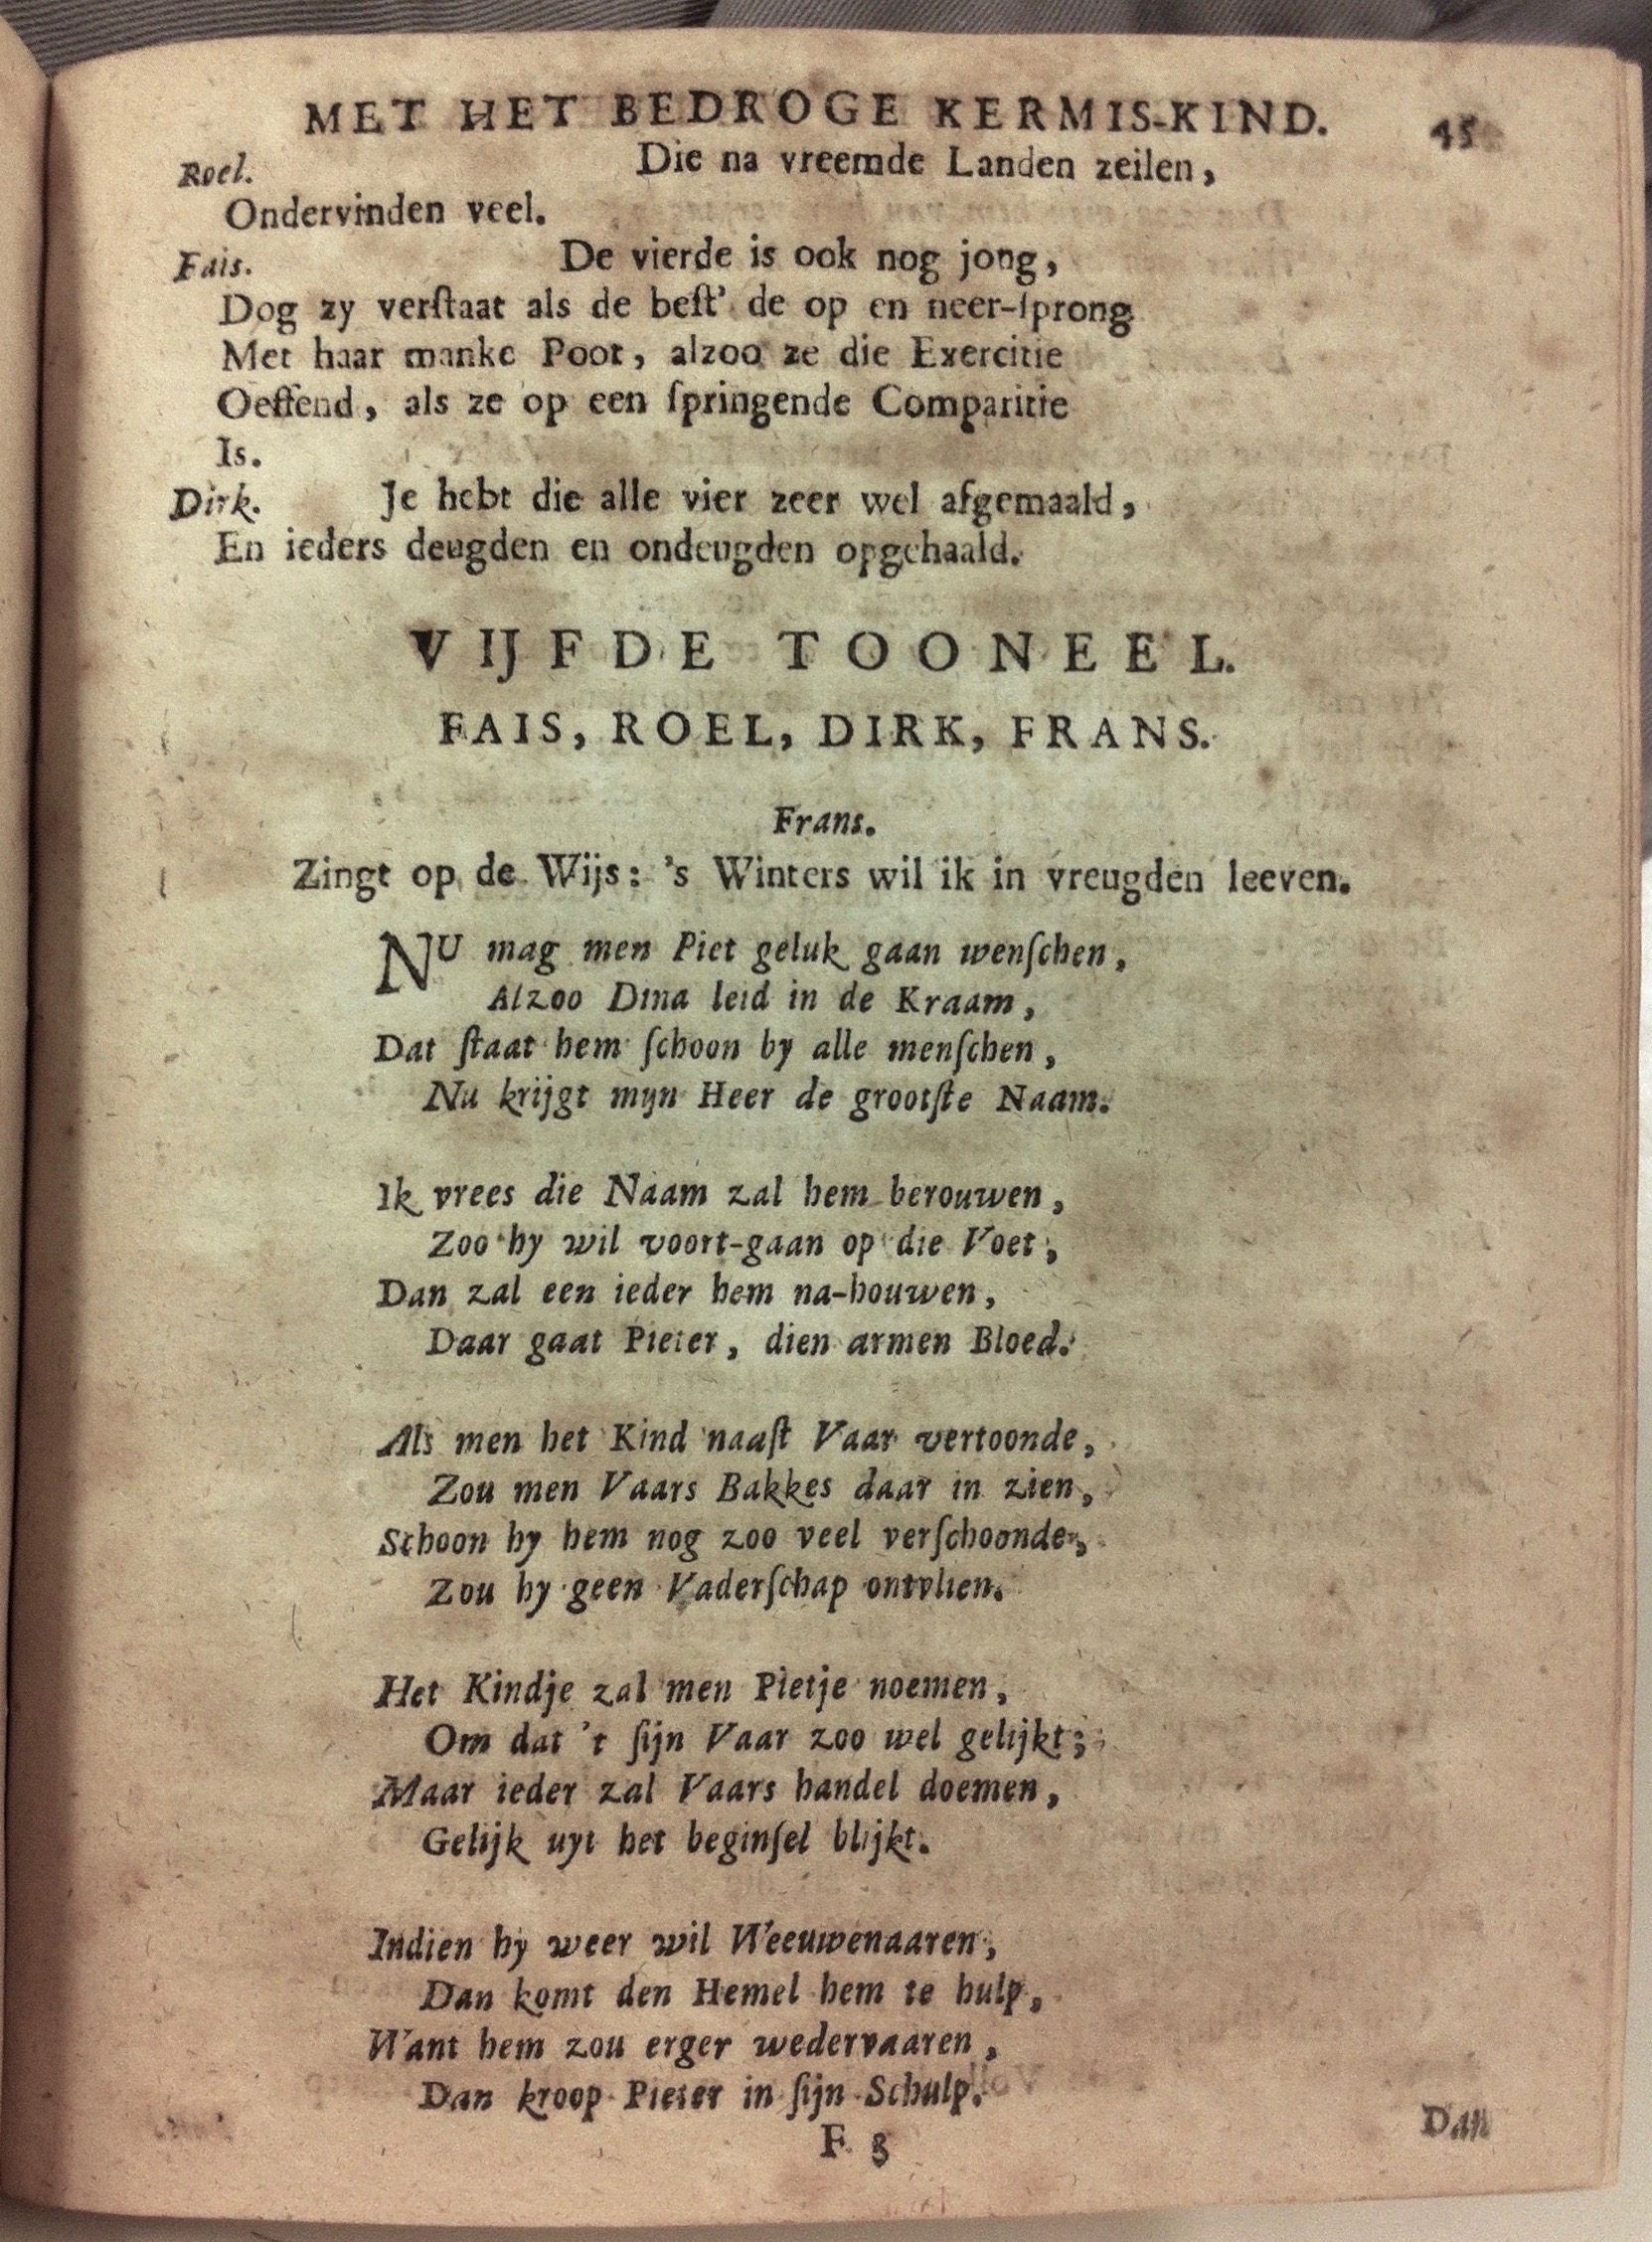 MET HET BEDROGE KERMIS-KIND. 45
Roel. Die na vreemde Landen zeilen,
Ondervinden veel.
Fais. De vierde is ook nog jong,
Dog zy verſtaat als de beſt' de op en neer-ſprong
Met haar manke Poot, alzoo ze die Exercitie
Oeffend, als ze op een ſpringende Comparitie
Is.
Dirk. Je hebt die alle vier zeer wel afgemaald,
En ieders deugden en ondeugden opgehaald.
VIJFDE TOONEEL.
FAIS, ROEL, DIRK, FRANS.
Frans.
Zingt op de Wijs: 's Winters wil ik in vreugden leeven.
NU mag men Piet geluk gaan wenſchen,
Alzoo Dina leid in de Kraam,
Dat ſtaat hem ſchoon by alle menſchen,
Nu krijgt mijn Heer de grootſte Naam.
Ik vrees die Naam zal hem berouwen,
Zoo hy wil voort-gaan op die Voet;
Dan zal een ieder hem na-houwen,
Daar gaat Pieter, dien armen Bloed.
Als men het Kind naaſt Vaar vertoonde,
Zou men Vaars Bakkes daar in zien,
Schoon hy hem nog zoo veel verſchoonde,
Zou hy geen Vaderſchap ontvlien.
Het Kindje zal men Pietje noemen,
Om dat 't ſijn Vaar zoo wel gelijkt;
Maar ieder zal Vaars handel doemen,
Gelijk uyt het beginſel blijkt.
Indien hy weer wil Weeuwenaaren,
Dan komt den Hemel hem te hulp,
Want hem zou erger wedervaaren,
Dan kroop Pieter in ſijn Schulp.
F 3 Dan